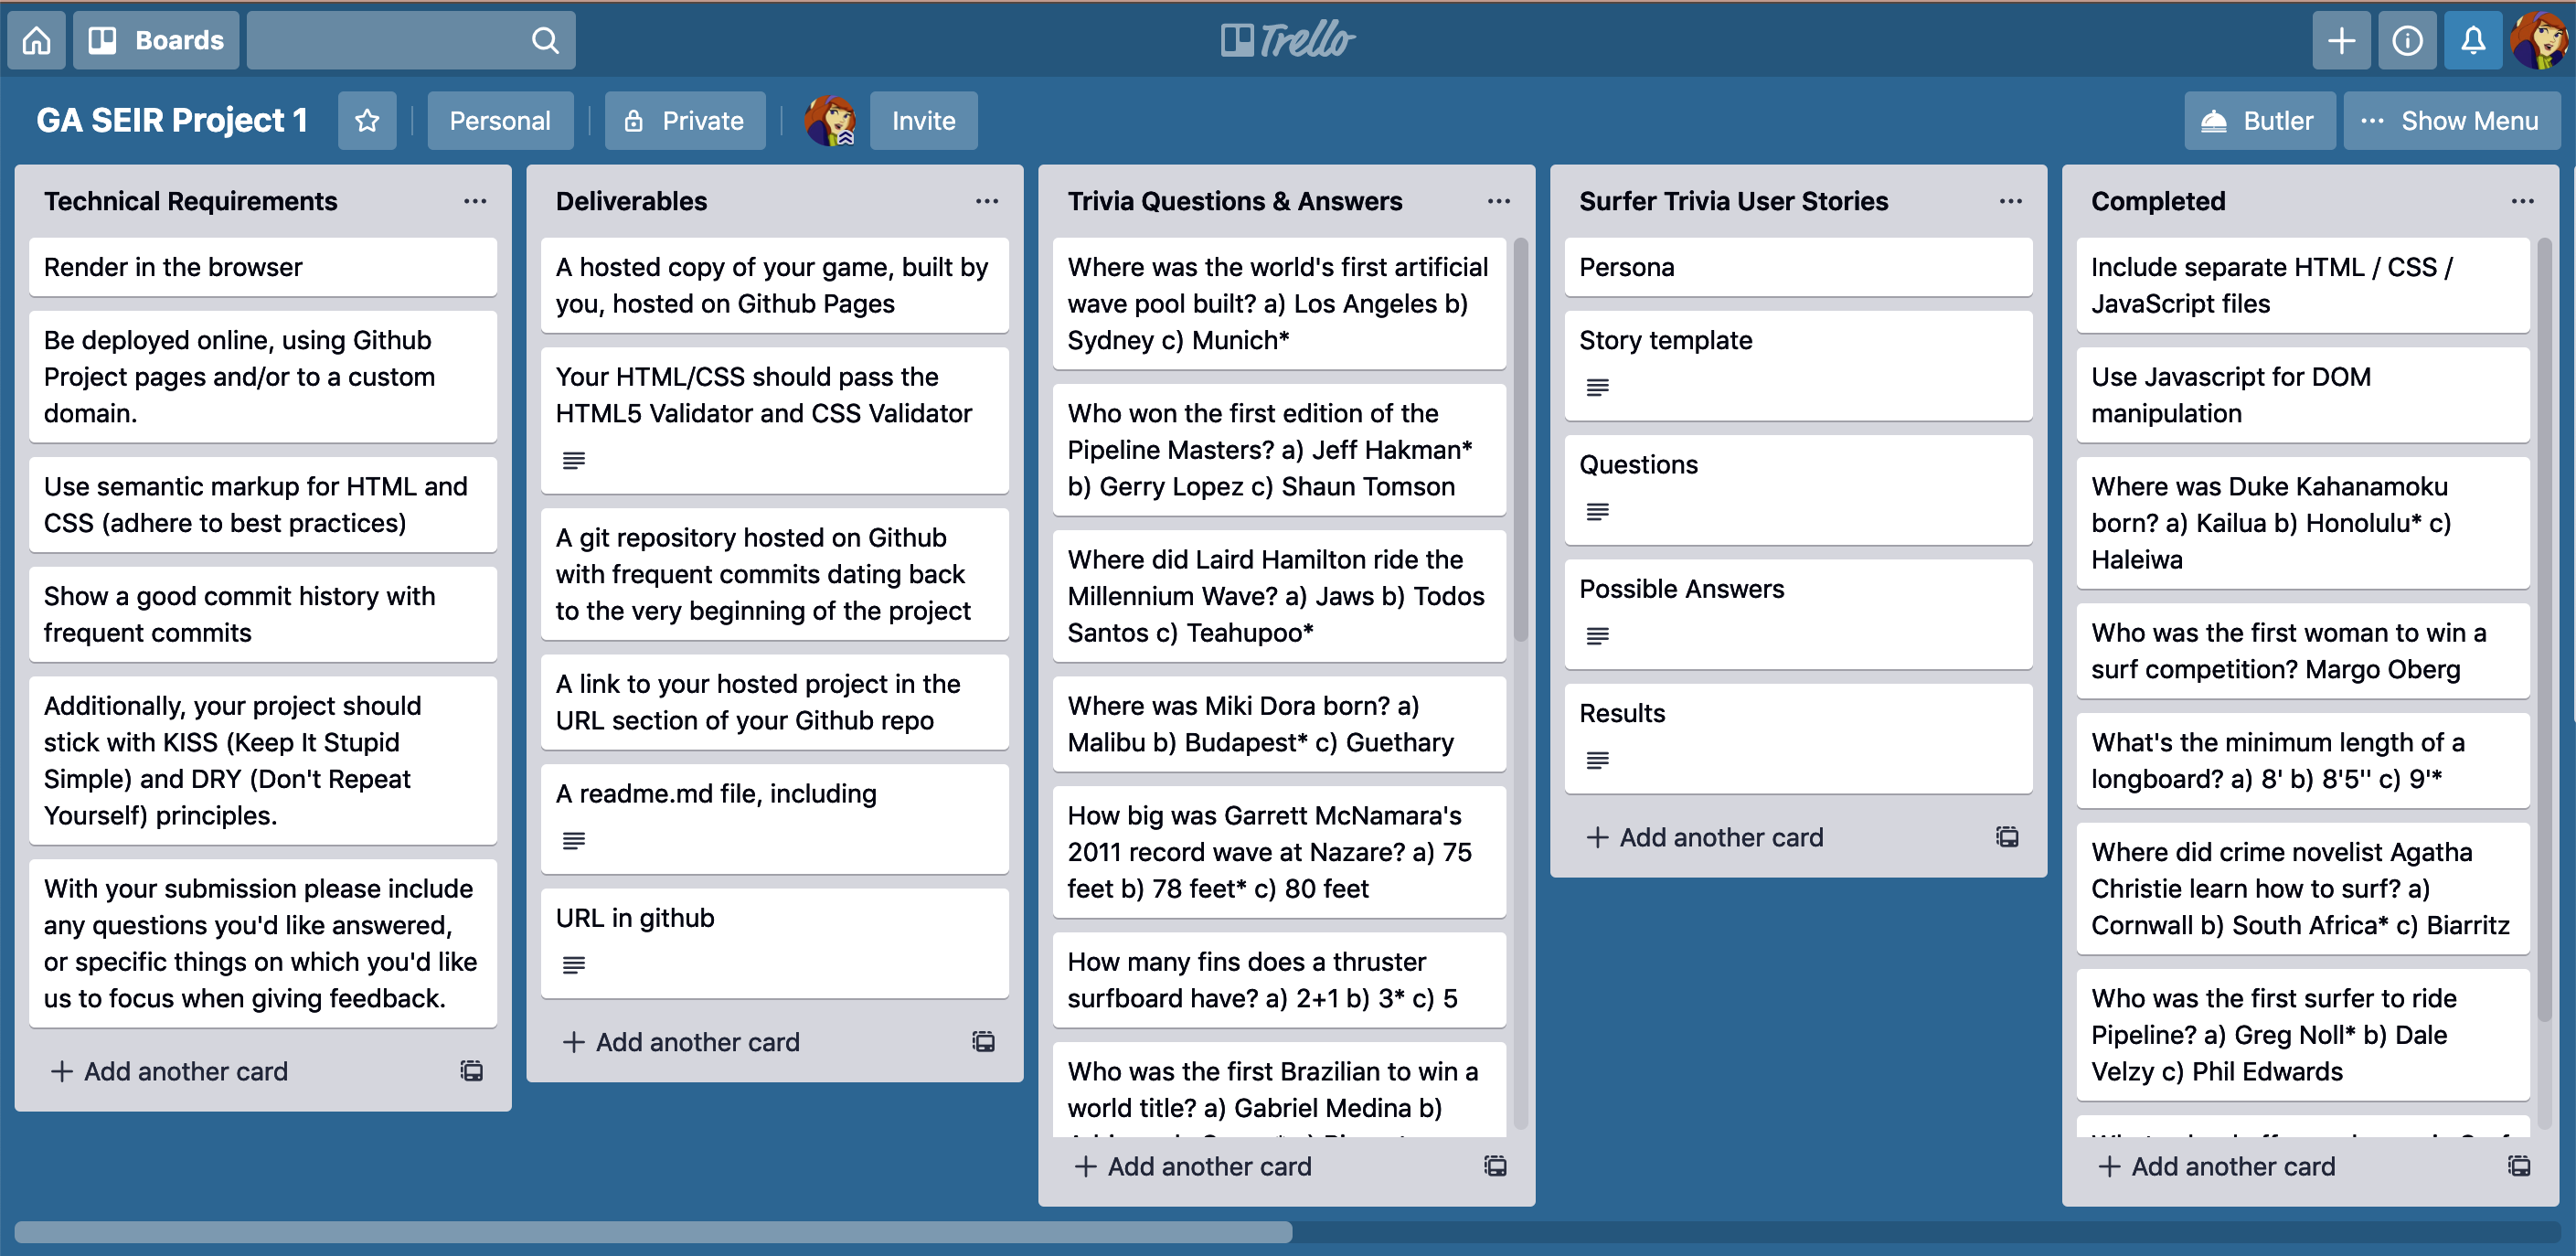 Boards
Trello
GA SEIR Project 1
Personal
Private
Invite
Butler
··· Show Menu
Technical Requirements ···
Render in the browser
Be deployed online, using Github
Project pages and/or to a custom
domain.
Use semantic markup for HTML and
CSS (adhere to best practices)
Show a good commit history with
frequent commits
Additionally, your project should
stick with KISS (Keep It Stupid
Simple) and DRY (Don't Repeat
Yourself) principles.
With your submission please include
any questions you'd like answered,
or specific things on which you'd like
us to focus when giving feedback.
+ Add another card
Deliverables ···
A hosted copy of your game, built by
you, hosted on Github Pages
Your HTML/CSS should pass the
HTML5 Validator and CSS Validator
A git repository hosted on Github
with frequent commits dating back
to the very beginning of the project
A link to your hosted project in the
URL section of your Github repo
A readme.md file, including
URL in github
+ Add another card
Trivia Questions & Answers ···
Where was the world's first artificial
wave pool built? a) Los Angeles b)
Sydney c) Munich*
Who won the first edition of the
Pipeline Masters? a) Jeff Hakman*
b) Gerry Lopez c) Shaun Tomson
Where did Laird Hamilton ride the
Millennium Wave? a) Jaws b) Todos
Santos c) Teahupoo*
Where was Miki Dora born? a)
Malibu b) Budapest* c) Guethary
How big was Garrett McNamara's
2011 record wave at Nazare? a) 75
feet b) 78 feet* c) 80 feet
How many fins does a thruster
surfboard have? a) 2+1 b) 3* c) 5
Who was the first Brazilian to win a
world title? a) Gabriel Medina b)
+ Add another card
Surfer Trivia User Stories ···
Persona
Story template
Questions
Possible Answers
Results
+ Add another card
Completed ···
Include separate HTML / CSS /
JavaScript files
Use Javascript for DOM
manipulation
Where was Duke Kahanamoku
born? a) Kailua b) Honolulu* c)
Haleiwa
Who was the first woman to win a
surf competition? Margo Oberg
What's the minimum length of a
longboard? a) 8' b) 8'5'' c) 9'*
Where did crime novelist Agatha
Christie learn how to surf? a)
Cornwall b) South Africa* c) Biarritz
Who was the first surfer to ride
Pipeline? a) Greg Noll* b) Dale
Velzy c) Phil Edwards
+ Add another card